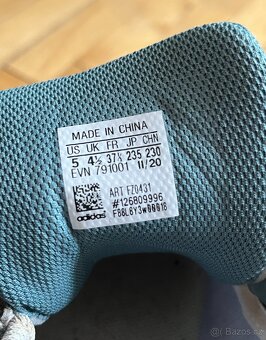 MADE IN CHINA
US UK FR JP CHN
5 4½ 37⅓ 235 230
EVN 791001 11/20
ART FZ0431
#126809996
adidas F88L6Y3W00018